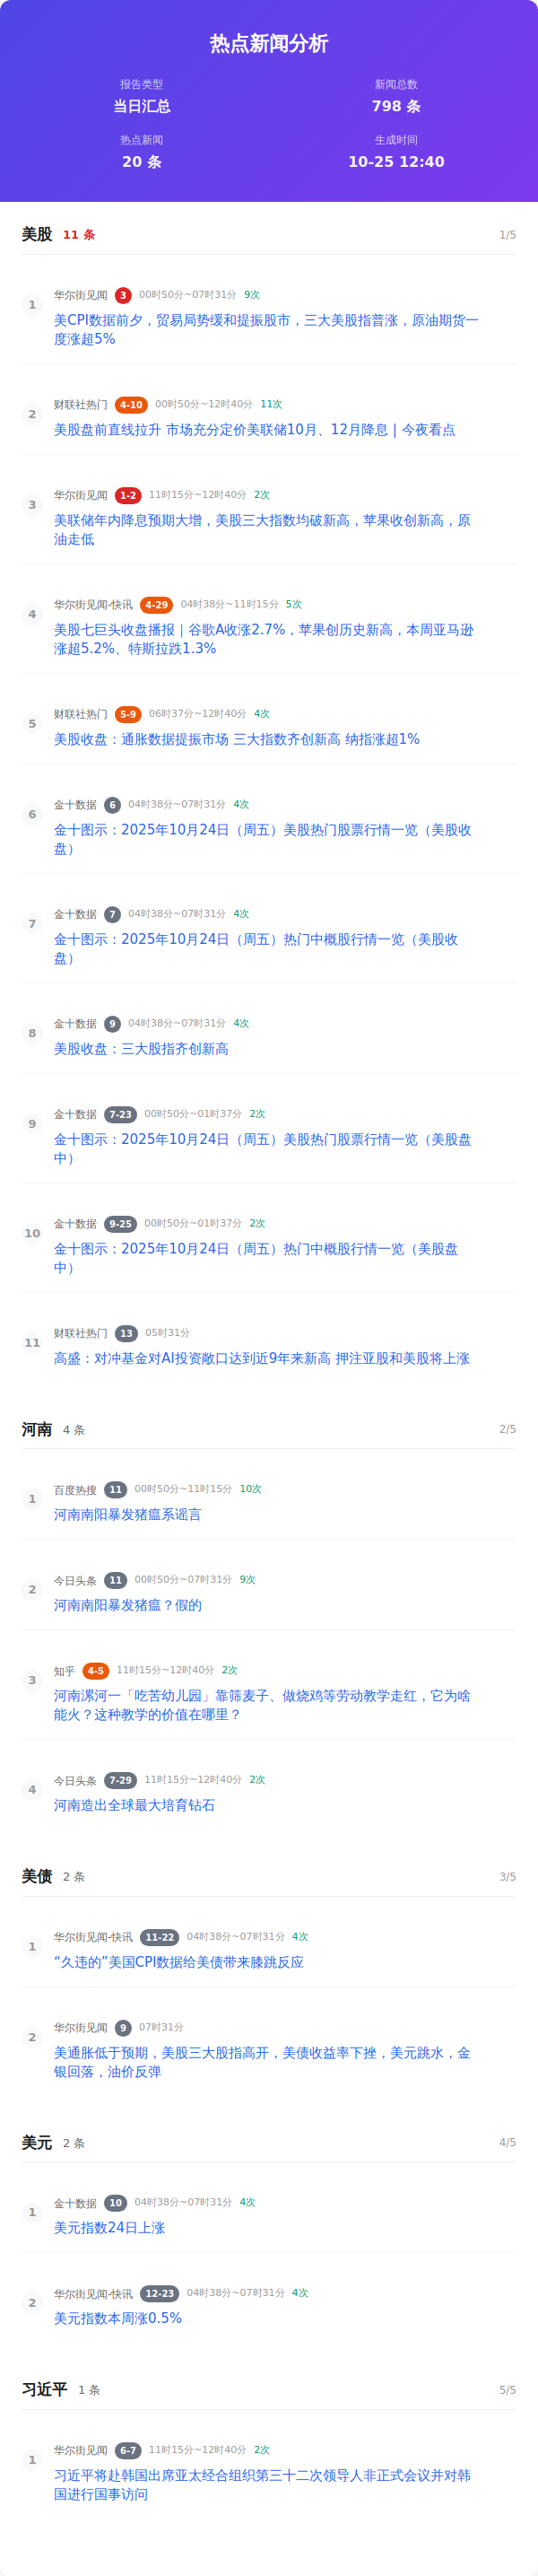 热点新闻分析
报告类型
当日汇总
新闻总数
798 条
热点新闻
20 条
生成时间
10-25 12:40
美股 11 条 1/5
1 华尔街见闻 3 00时50分~07时31分 9次
美CPI数据前夕，贸易局势缓和提振股市，三大美股指普涨，原油期货一
度涨超5%
2 财联社热门 4-10 00时50分~12时40分 11次
美股盘前直线拉升 市场充分定价美联储10月、12月降息 | 今夜看点
3 华尔街见闻 1-2 11时15分~12时40分 2次
美联储年内降息预期大增，美股三大指数均破新高，苹果收创新高，原
油走低
4 华尔街见闻-快讯 4-29 04时38分~11时15分 5次
美股七巨头收盘播报｜谷歌A收涨2.7%，苹果创历史新高，本周亚马逊
涨超5.2%、特斯拉跌1.3%
5 财联社热门 5-9 06时37分~12时40分 4次
美股收盘：通胀数据提振市场 三大指数齐创新高 纳指涨超1%
6 金十数据 6 04时38分~07时31分 4次
金十图示：2025年10月24日（周五）美股热门股票行情一览（美股收
盘）
7 金十数据 7 04时38分~07时31分 4次
金十图示：2025年10月24日（周五）热门中概股行情一览（美股收
盘）
8 金十数据 9 04时38分~07时31分 4次
美股收盘：三大股指齐创新高
9 金十数据 7-23 00时50分~01时37分 2次
金十图示：2025年10月24日（周五）美股热门股票行情一览（美股盘
中）
10 金十数据 9-25 00时50分~01时37分 2次
金十图示：2025年10月24日（周五）热门中概股行情一览（美股盘
中）
11 财联社热门 13 05时31分
高盛：对冲基金对AI投资敞口达到近9年来新高 押注亚股和美股将上涨
河南 4 条 2/5
1 百度热搜 11 00时50分~11时15分 10次
河南南阳暴发猪瘟系谣言
2 今日头条 11 00时50分~07时31分 9次
河南南阳暴发猪瘟？假的
3 知乎 4-5 11时15分~12时40分 2次
河南漯河一「吃苦幼儿园」靠筛麦子、做烧鸡等劳动教学走红，它为啥
能火？这种教学的价值在哪里？
4 今日头条 7-29 11时15分~12时40分 2次
河南造出全球最大培育钻石
美债 2 条 3/5
1 华尔街见闻-快讯 11-22 04时38分~07时31分 4次
“久违的”美国CPI数据给美债带来膝跳反应
2 华尔街见闻 9 07时31分
美通胀低于预期，美股三大股指高开，美债收益率下挫，美元跳水，金
银回落，油价反弹
美元 2 条 4/5
1 金十数据 10 04时38分~07时31分 4次
美元指数24日上涨
2 华尔街见闻-快讯 12-23 04时38分~07时31分 4次
美元指数本周涨0.5%
习近平 1 条 5/5
1 华尔街见闻 6-7 11时15分~12时40分 2次
习近平将赴韩国出席亚太经合组织第三十二次领导人非正式会议并对韩
国进行国事访问